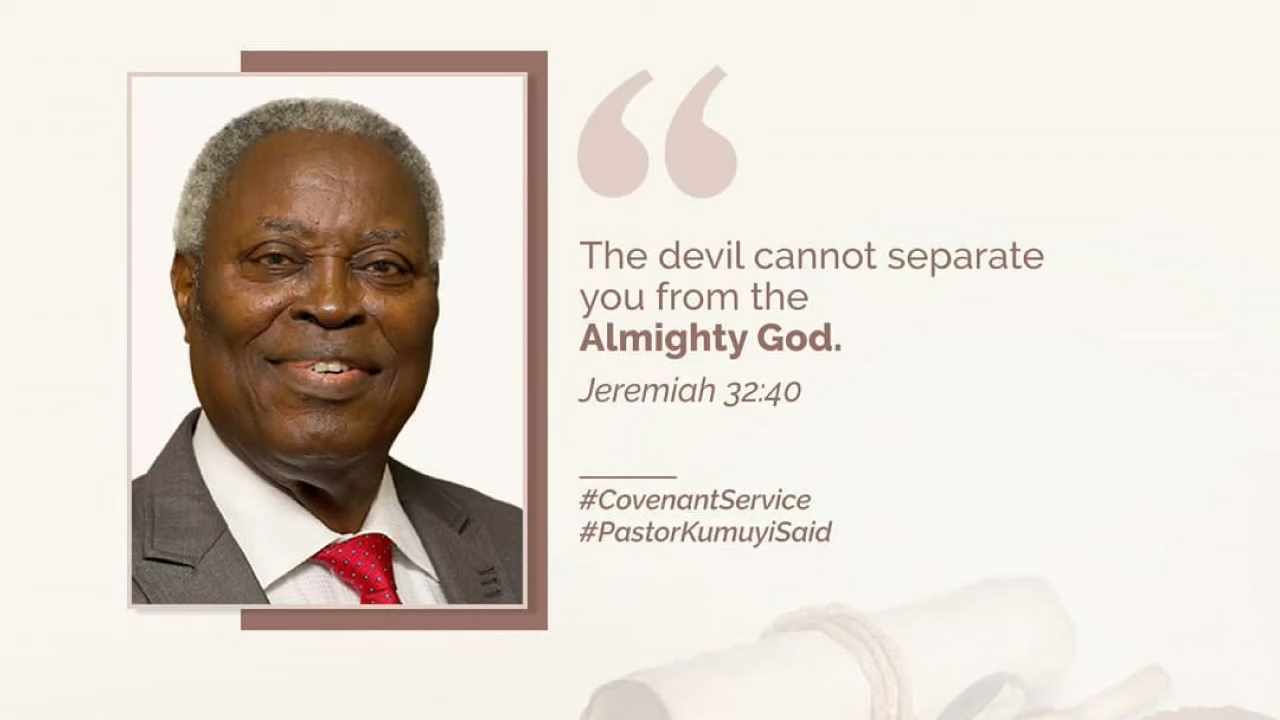 The devil cannot separate
you from the
Almighty God.
Jeremiah 32:40
#CovenantService
#PastorKumuyiSaid